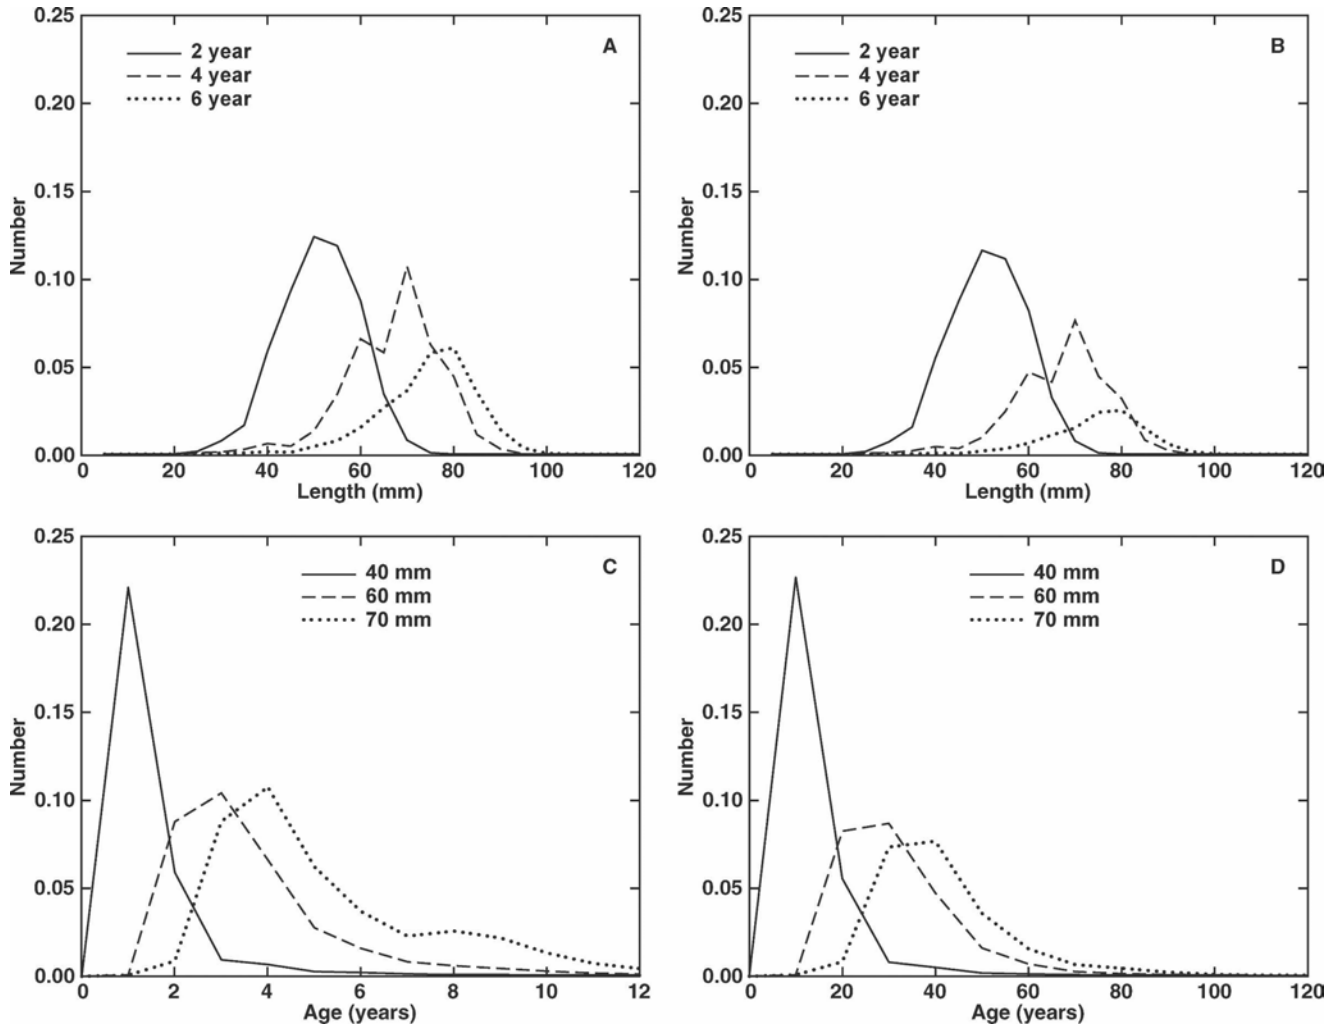 0.25
0.20
0.15
0.10
0.05
0.00
Number
2 year
4 year
6 year
A
0 20 40 60 80 100 120
Length (mm)
0.25
0.20
0.15
0.10
0.05
0.00
Number
2 year
4 year
6 year
B
0 20 40 60 80 100 120
Length (mm)
0.25
0.20
0.15
0.10
0.05
0.00
Number
40 mm
60 mm
70 mm
C
0 2 4 6 8 10 12
Age (years)
0.25
0.20
0.15
0.10
0.05
0.00
Number
40 mm
60 mm
70 mm
D
0 20 40 60 80 100 120
Age (years)